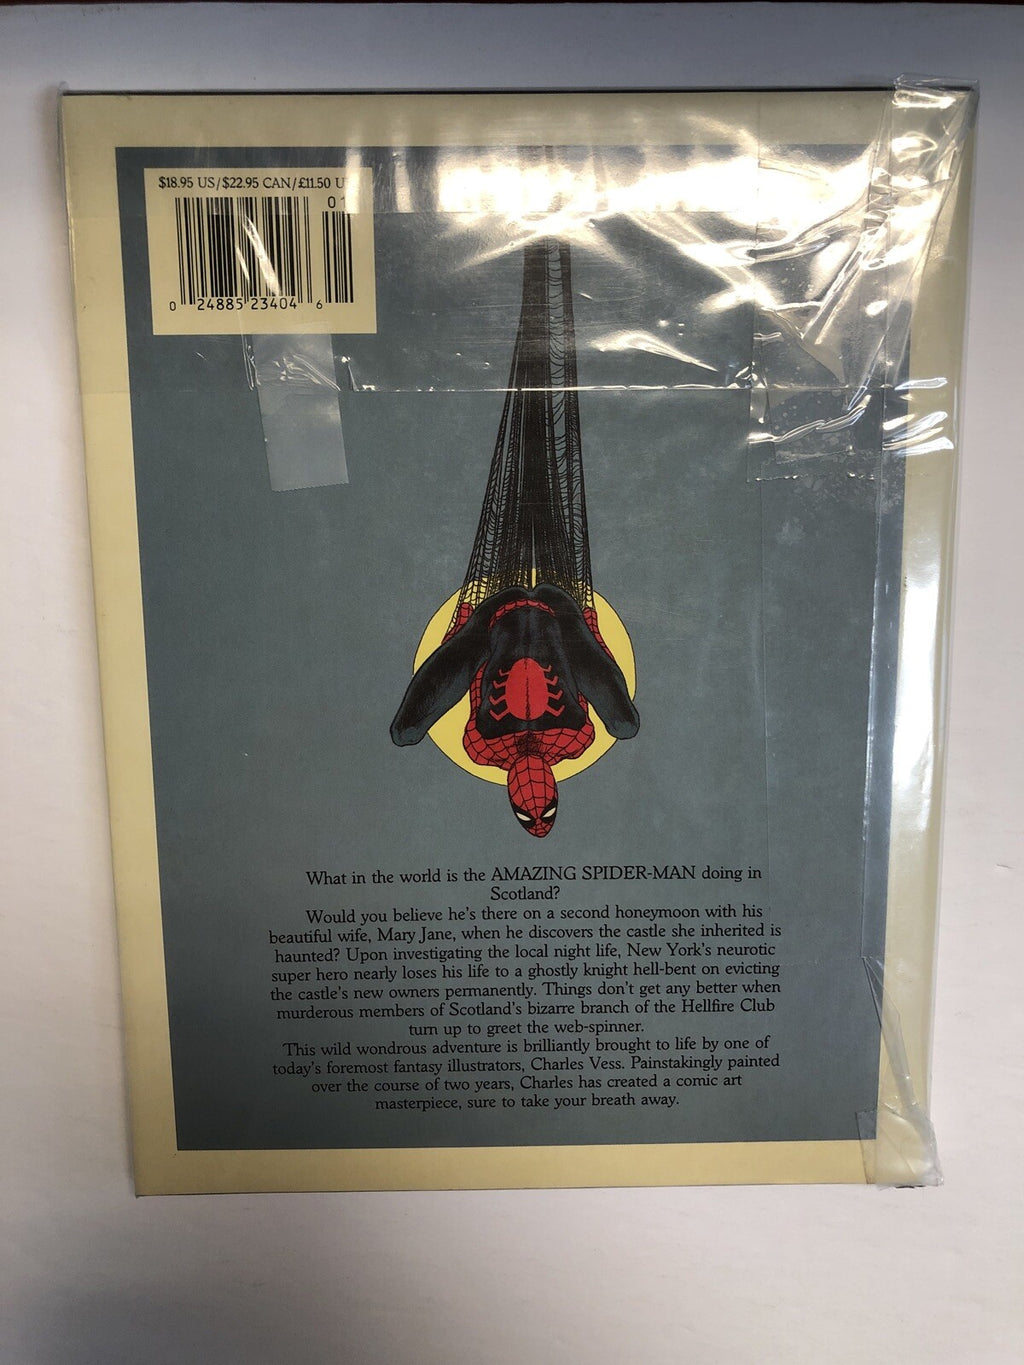 $18.95 US/$22.95 CAN/£11.50 U
01
0 24885 23404 6
What in the world is the AMAZING SPIDER-MAN doing in
Scotland?
Would you believe he's there on a second honeymoon with his
beautiful wife, Mary Jane, when he discovers the castle she inherited is
haunted? Upon investigating the local night life, New York's neurotic
super hero nearly loses his life to a ghostly knight hell-bent on evicting
the castle's new owners permanently. Things don't get any better when
murderous members of Scotland's bizarre branch of the Hellfire Club
turn up to greet the web-spinner.
This wild wondrous adventure is brilliantly brought to life by one of
today's foremost fantasy illustrators, Charles Vess. Painstakingly painted
over the course of two years, Charles has created a comic art
masterpiece, sure to take your breath away.